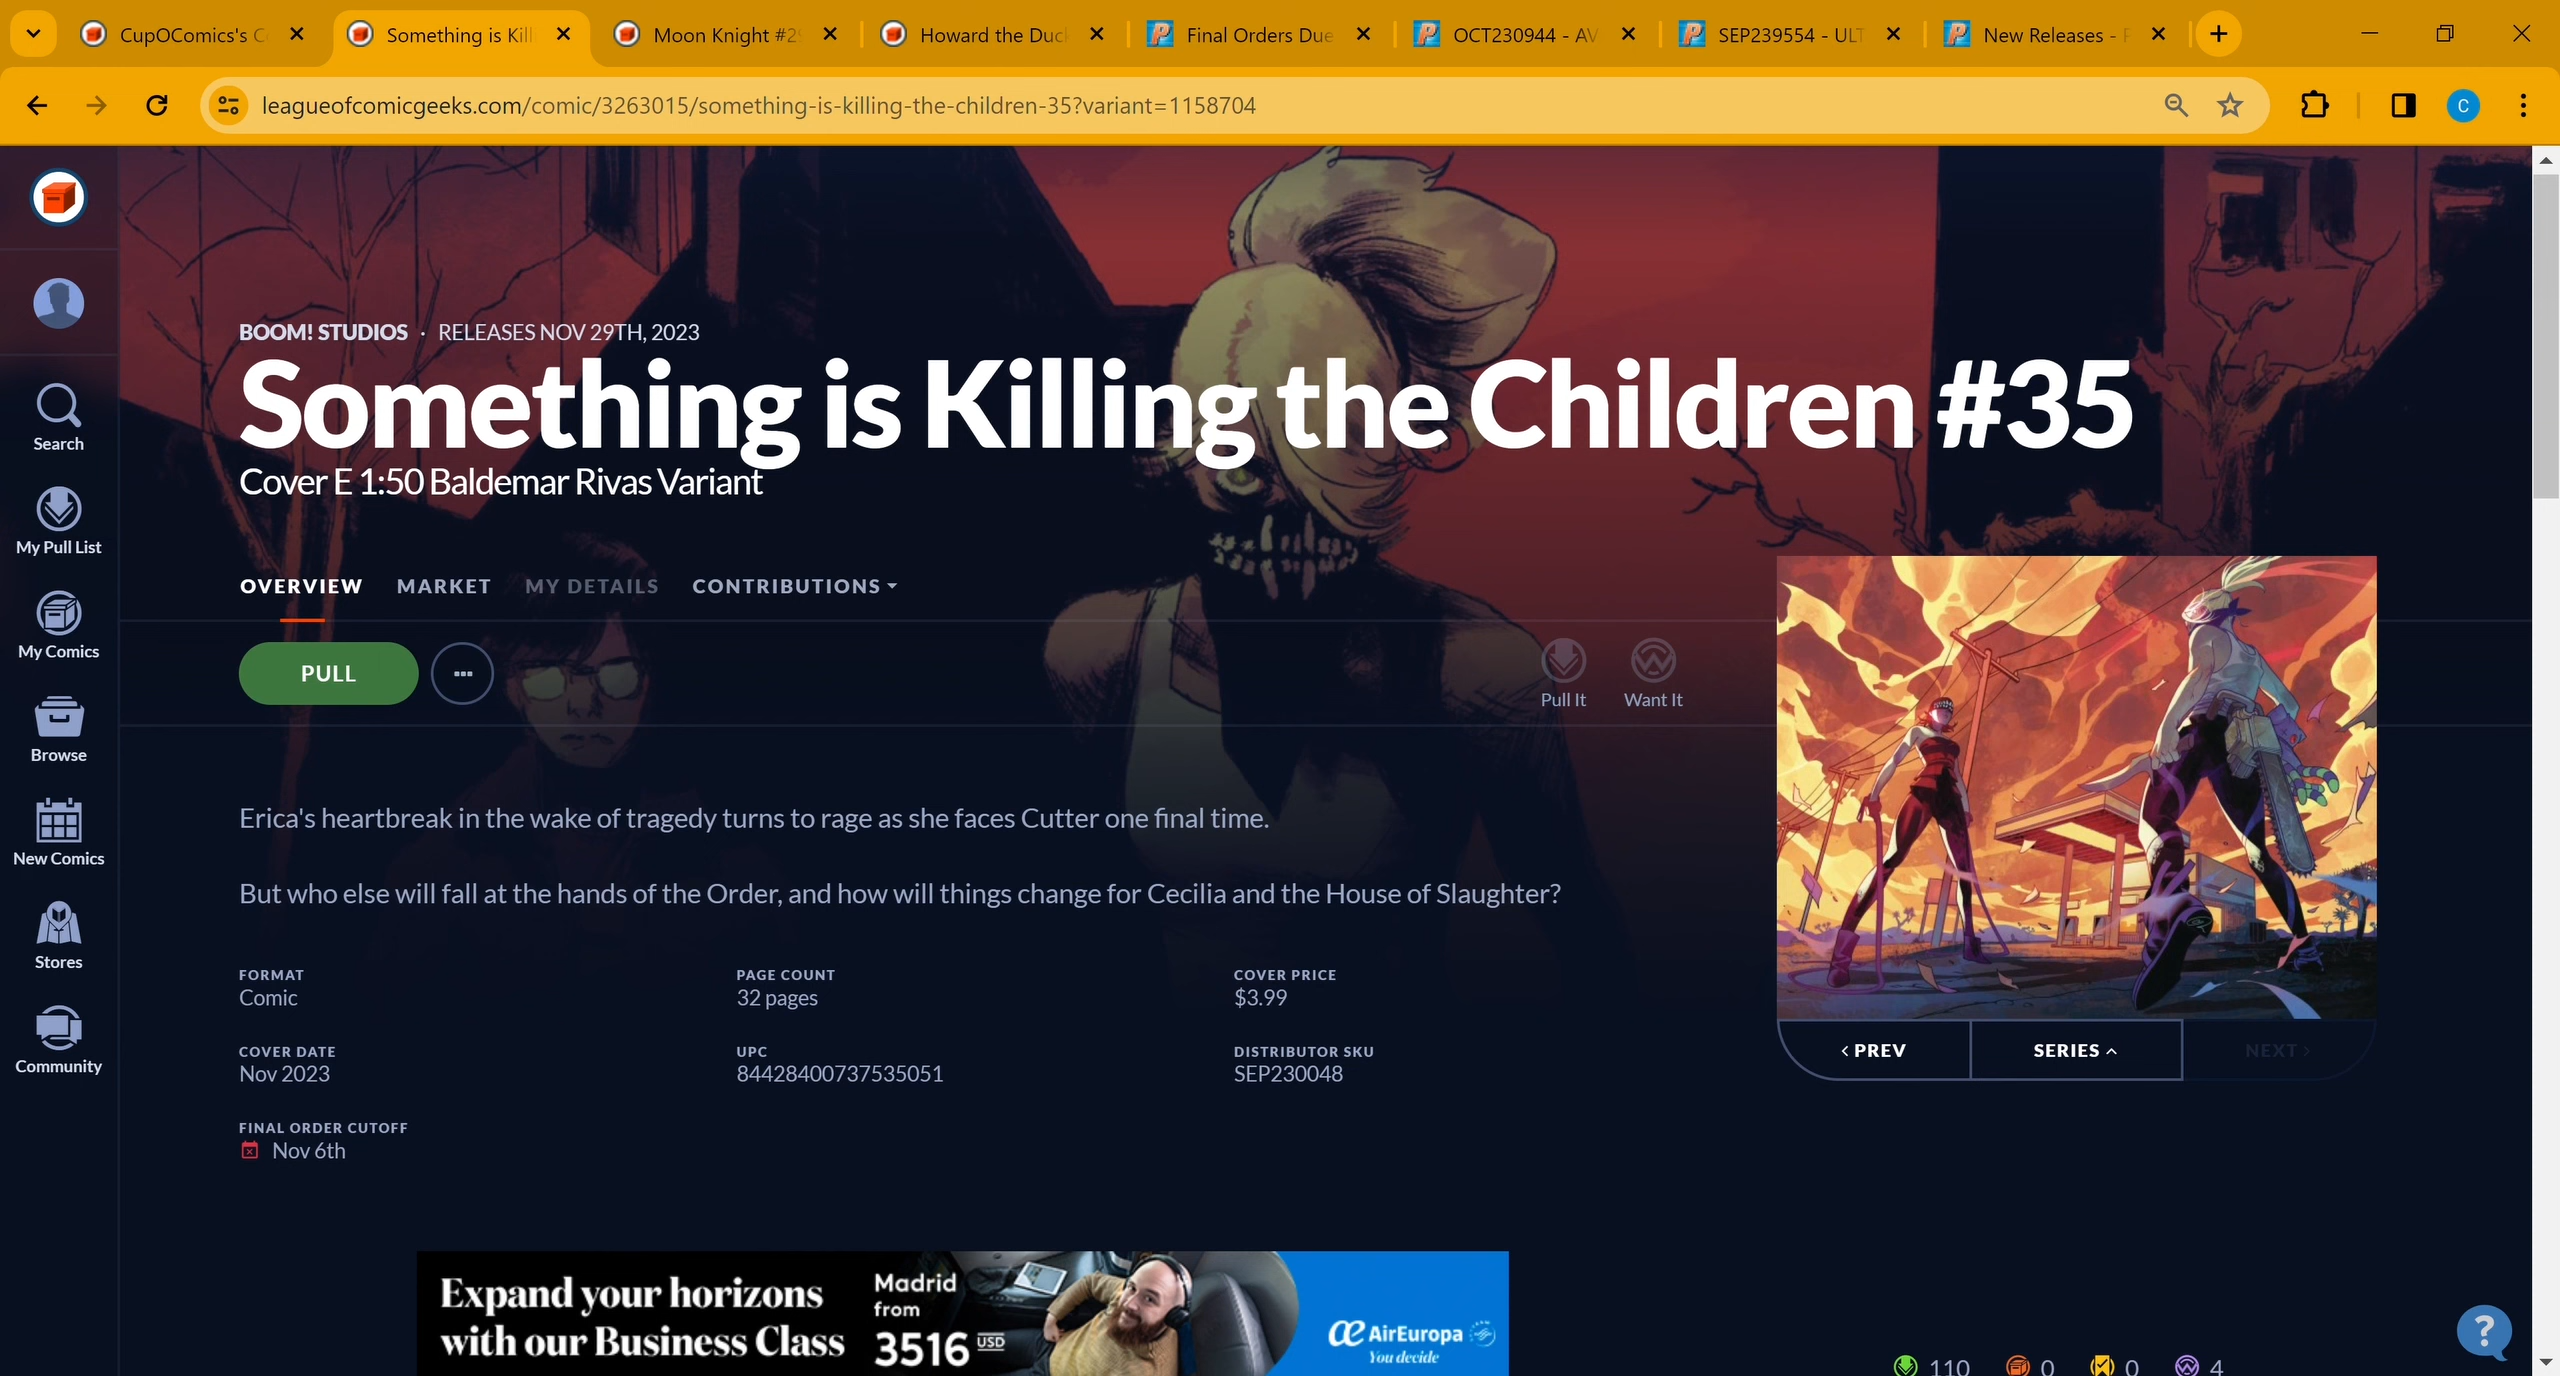 CupOComics's C
Something is Kill
Moon Knight #2
Howard the Duc
Final Orders Due
OCT230944 - AV
SEP239554 - ULT
New Releases -
leagueofcomicgeeks.com/comic/3263015/something-is-killing-the-children-35?variant=1158704
C
BOOM! STUDIOS · RELEASES NOV 29TH, 2023
Something is Killing the Children #35
Cover E 1:50 Baldemar Rivas Variant
Search
My Pull List
My Comics
Browse
New Comics
Stores
Community
OVERVIEW
MARKET
MY DETAILS
CONTRIBUTIONS
PULL
Pull It
Want It
Erica's heartbreak in the wake of tragedy turns to rage as she faces Cutter one final time.
But who else will fall at the hands of the Order, and how will things change for Cecilia and the House of Slaughter?
FORMAT
Comic
PAGE COUNT
32 pages
COVER PRICE
$3.99
COVER DATE
Nov 2023
UPC
84428400737535051
DISTRIBUTOR SKU
SEP230048
FINAL ORDER CUTOFF
Nov 6th
< PREV
SERIES
NEXT >
Expand your horizons
with our Business Class
Madrid
from
3516 USD
AirEuropa
You decide
110
0
0
4
?